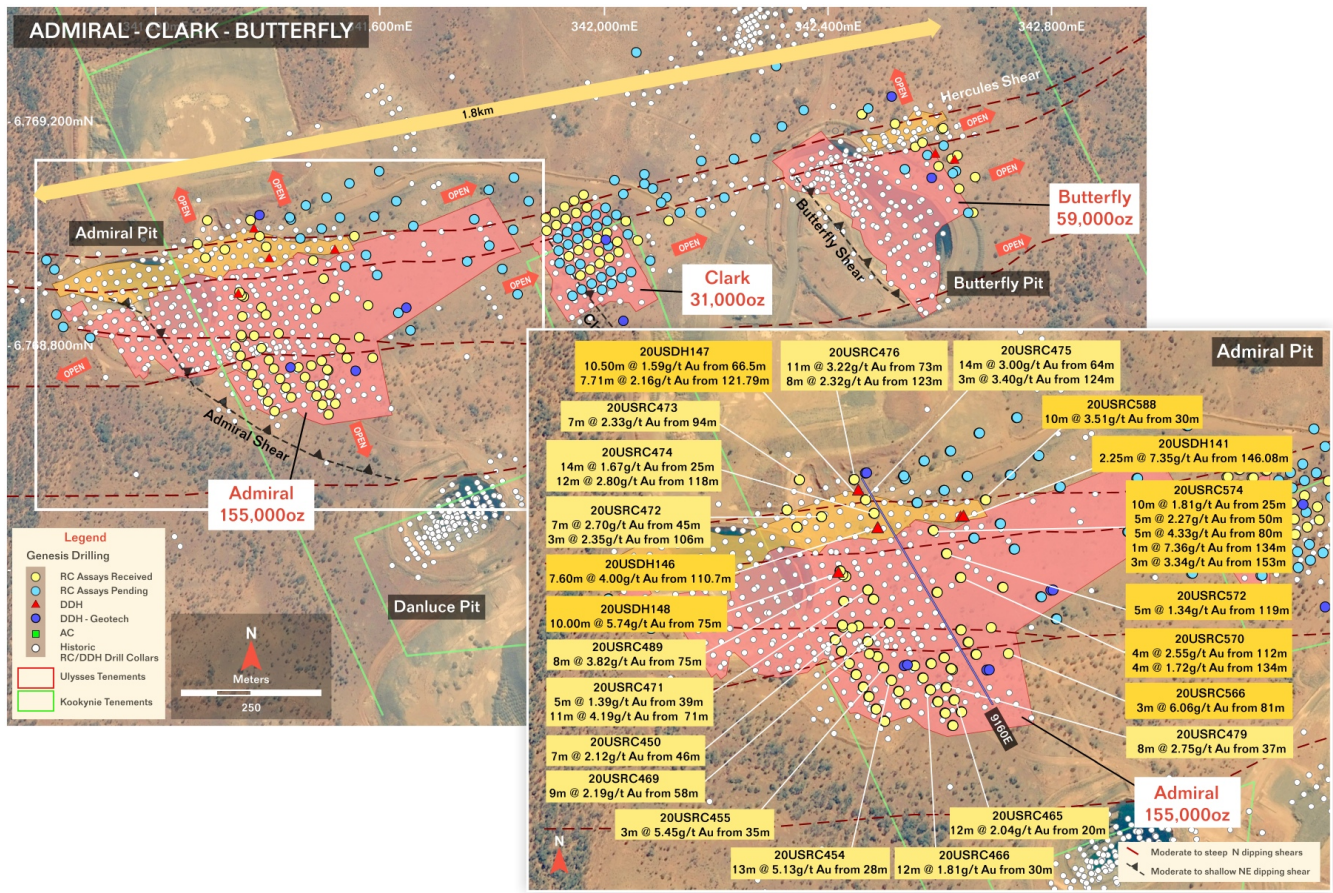 ADMIRAL - CLARK - BUTTERFLY
342,000mE
342,400mE
342,800mE
Hercules Shear
1.8km
6,769,200mN
OPEN
OPEN
OPEN
OPEN
OPEN
OPEN
OPEN
OPEN
OPEN
OPEN
OPEN
Butterfly
59,000oz
Admiral Pit
Butterfly Shear
Clark
31,000oz
Butterfly Pit
Admiral Shear
Admiral
155,000oz
Danluce Pit
Legend
Genesis Drilling
RC Assays Received
RC Assays Pending
DDH
DDH - Geotech
AC
Historic
RC/DDH Drill Collars
Ulysses Tenements
Kookynie Tenements
N
Meters
250
Admiral Pit
20USDH147
10.50m @ 1.59g/t Au from 66.5m
7.71m @ 2.16g/t Au from 121.79m
20USRC476
11m @ 3.22g/t Au from 73m
8m @ 2.32g/t Au from 123m
20USRC475
14m @ 3.00g/t Au from 64m
3m @ 3.40g/t Au from 124m
20USRC473
7m @ 2.33g/t Au from 94m
20USRC588
10m @ 3.51g/t Au from 30m
20USRC474
14m @ 1.67g/t Au from 25m
12m @ 2.80g/t Au from 118m
20USDH141
2.25m @ 7.35g/t Au from 146.08m
20USRC472
7m @ 2.70g/t Au from 45m
3m @ 2.35g/t Au from 106m
20USRC574
10m @ 1.81g/t Au from 25m
5m @ 2.27g/t Au from 50m
5m @ 4.33g/t Au from 80m
1m @ 7.36g/t Au from 134m
3m @ 3.34g/t Au from 153m
20USDH146
7.60m @ 4.00g/t Au from 110.7m
20USRC572
5m @ 1.34g/t Au from 119m
20USDH148
10.00m @ 5.74g/t Au from 75m
20USRC570
4m @ 2.55g/t Au from 112m
4m @ 1.72g/t Au from 134m
20USRC489
8m @ 3.82g/t Au from 75m
20USRC566
3m @ 6.06g/t Au from 81m
20USRC471
5m @ 1.39g/t Au from 39m
11m @ 4.19g/t Au from 71m
20USRC479
8m @ 2.75g/t Au from 37m
20USRC450
7m @ 2.12g/t Au from 46m
9160E
20USRC469
9m @ 2.19g/t Au from 58m
Admiral
155,000oz
20USRC455
3m @ 5.45g/t Au from 35m
20USRC465
12m @ 2.04g/t Au from 20m
20USRC454
13m @ 5.13g/t Au from 28m
20USRC466
12m @ 1.81g/t Au from 30m
N
Moderate to steep N dipping shears
Moderate to shallow NE dipping shear